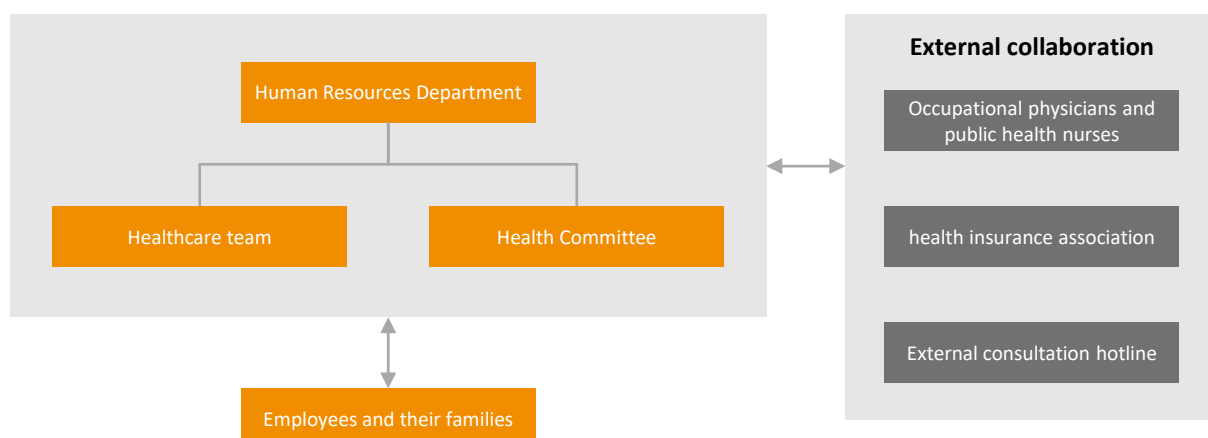 Human Resources Department
Healthcare team
Health Committee
Employees and their families
External collaboration
Occupational physicians and
public health nurses
health insurance association
External consultation hotline